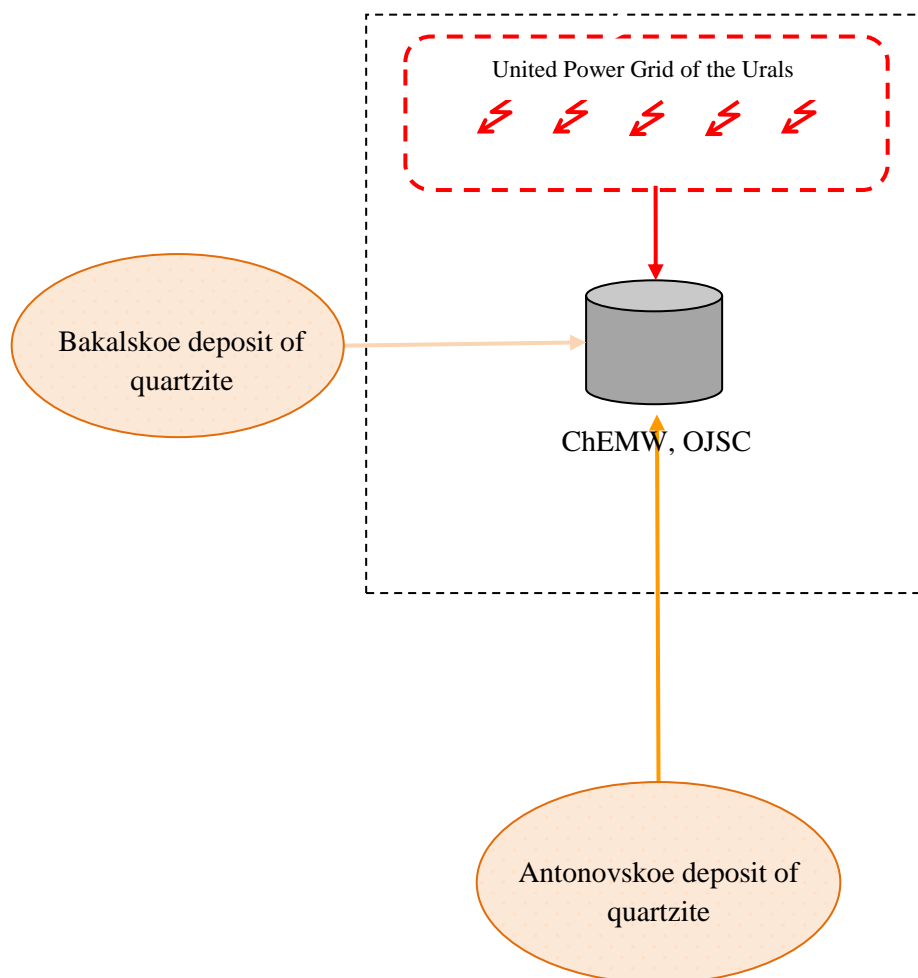 United Power Grid of the Urals
Bakalskoe deposit of
quartzite
ChEMW, OJSC
Antonovskoe deposit of
quartzite